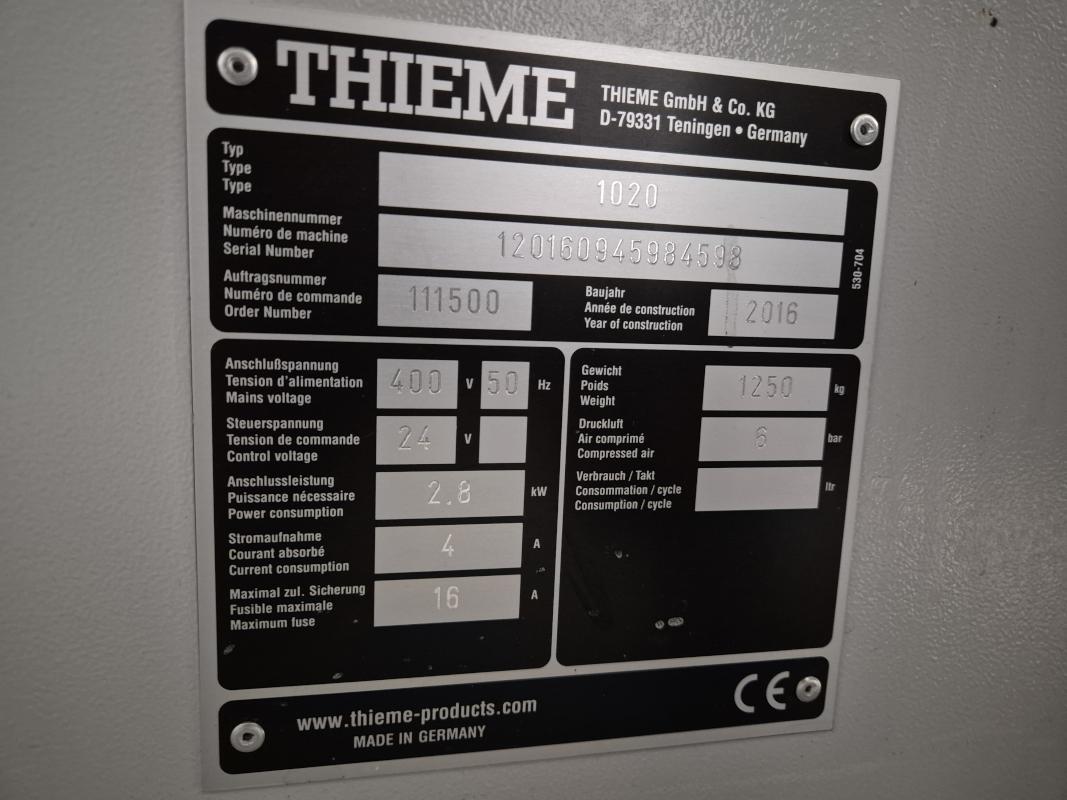 THIEME
THIEME GmbH & Co. KG
D-79331 Teningen • Germany
Typ
Type
Type
1020
Maschinennummer
Numéro de machine
Serial Number
120160945984598
Auftragsnummer
Numéro de commande
Order Number
111500
Baujahr
Année de construction
Year of construction
2016
530-704
Anschlußspannung
Tension d'alimentation
Mains voltage
400 V 50 Hz
Steuerspannung
Tension de commande
Control voltage
24 V
Anschlussleistung
Puissance nécessaire
Power consumption
2.8 kW
Stromaufnahme
Courant absorbé
Current consumption
4 A
Maximal zul. Sicherung
Fusible maximale
Maximum fuse
16 A
Gewicht
Poids
Weight
1250 kg
Druckluft
Air comprimé
Compressed air
6 bar
Verbrauch / Takt
Consommation / cycle
Consumption / cycle
ltr
www.thieme-products.com
MADE IN GERMANY
CE